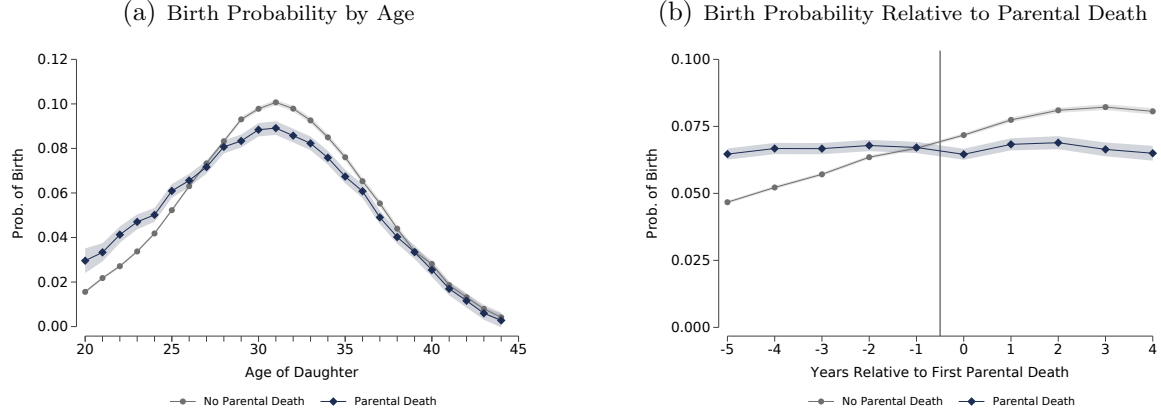 (a) Birth Probability by Age
Prob. of Birth
0.12
0.10
0.08
0.06
0.04
0.02
0.00
20 25 30 35 40 45
Age of Daughter
No Parental Death Parental Death
(b) Birth Probability Relative to Parental Death
Prob. of Birth
0.100
0.075
0.050
0.025
0.000
-5 -4 -3 -2 -1 0 1 2 3 4
Years Relative to First Parental Death
No Parental Death Parental Death